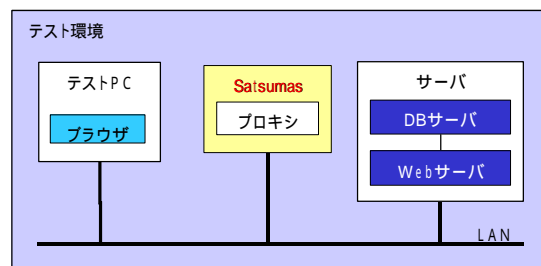 テスト環境
テストPC
ブラウザ
Satsumas
プロキシ
サーバ
DBサーバ
Webサーバ
LAN